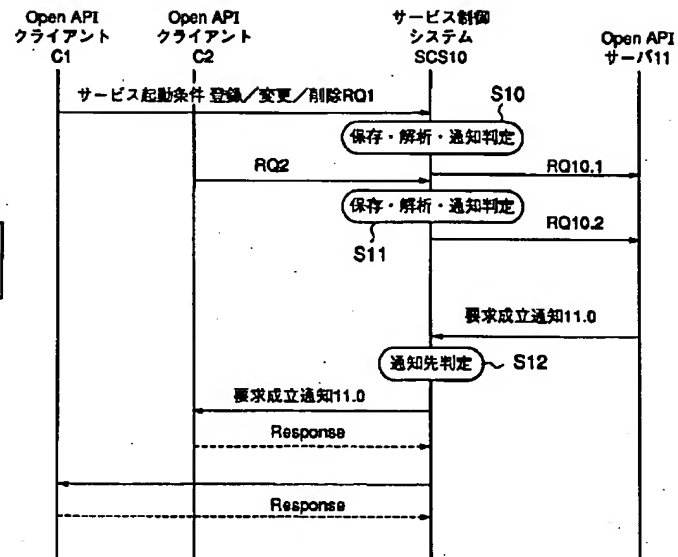 Open API
クライアント
C1
Open API
クライアント
C2
サービス制御
システム
SCS10
Open API
サーバ11
サービス起動条件 登録／変更／削除RQ1
S10
保存・解析・通知判定
RQ2
RQ10.1
保存・解析・通知判定
S11
RQ10.2
要求成立通知11.0
通知先判定
S12
要求成立通知11.0
Response
Response